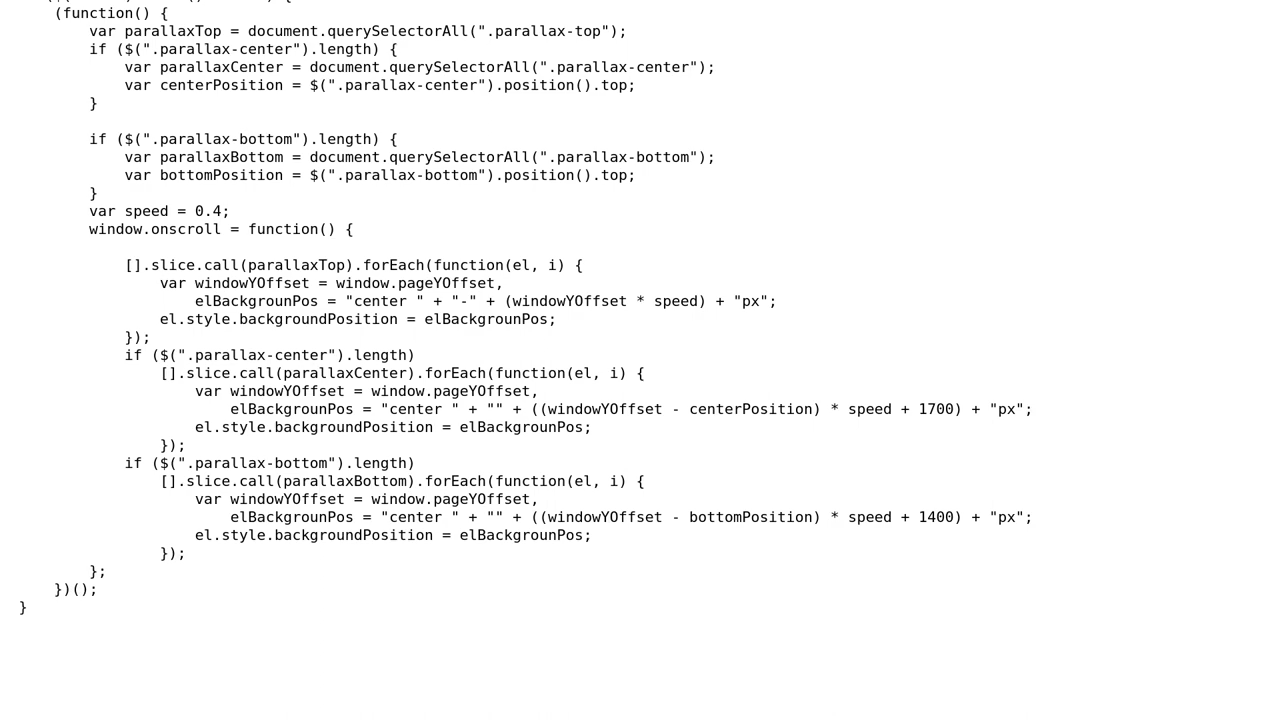 (function() {
var parallaxTop = document.querySelectorAll(".parallax-top");
if ($(".parallax-center").length) {
var parallaxCenter = document.querySelectorAll(".parallax-center");
var centerPosition = $(".parallax-center").position().top;
}
if ($(".parallax-bottom").length) {
var parallaxBottom = document.querySelectorAll(".parallax-bottom");
var bottomPosition = $(".parallax-bottom").position().top;
}
var speed = 0.4;
window.onscroll = function() {
[].slice.call(parallaxTop).forEach(function(el, i) {
var windowYOffset = window.pageYOffset,
elBackgrounPos = "center " + "-" + (windowYOffset * speed) + "px";
el.style.backgroundPosition = elBackgrounPos;
});
if ($(".parallax-center").length)
[].slice.call(parallaxCenter).forEach(function(el, i) {
var windowYOffset = window.pageYOffset,
elBackgrounPos = "center " + "" + ((windowYOffset - centerPosition) * speed + 1700) + "px";
el.style.backgroundPosition = elBackgrounPos;
});
if ($(".parallax-bottom").length)
[].slice.call(parallaxBottom).forEach(function(el, i) {
var windowYOffset = window.pageYOffset,
elBackgrounPos = "center " + "" + ((windowYOffset - bottomPosition) * speed + 1400) + "px";
el.style.backgroundPosition = elBackgrounPos;
});
};
})();
}